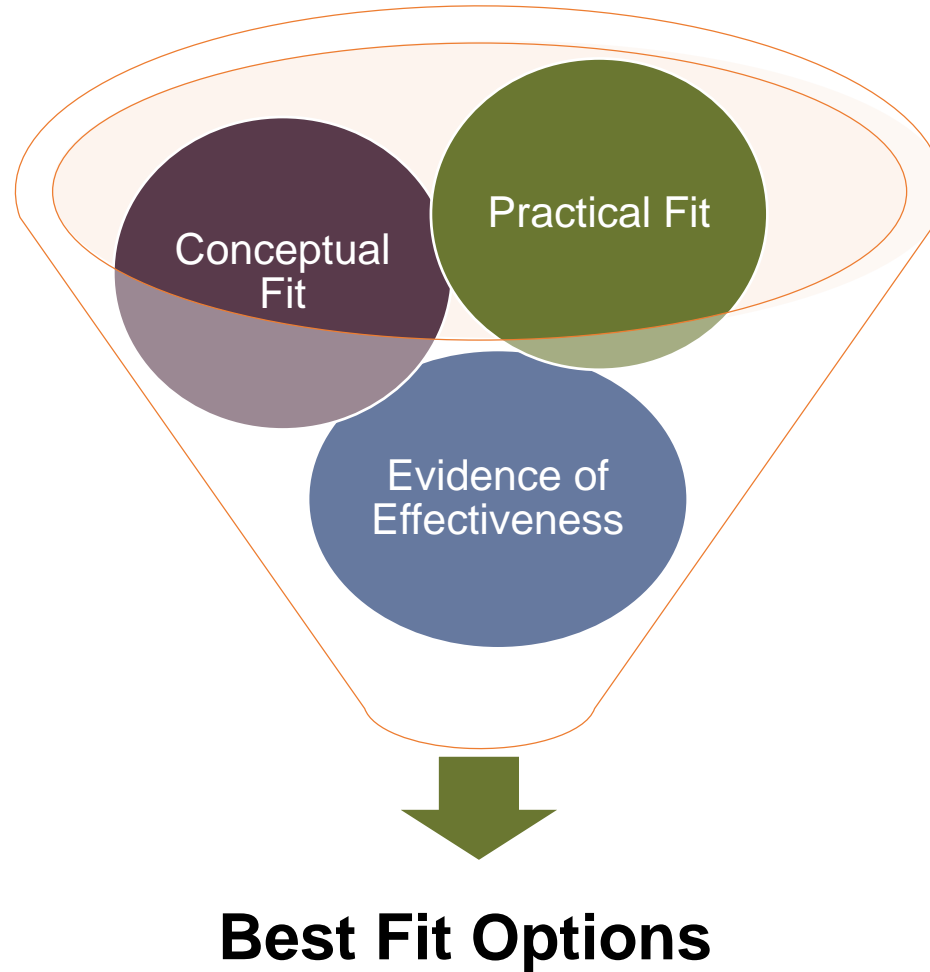 Conceptual
Fit
Practical Fit
Evidence of
Effectiveness
Best Fit Options